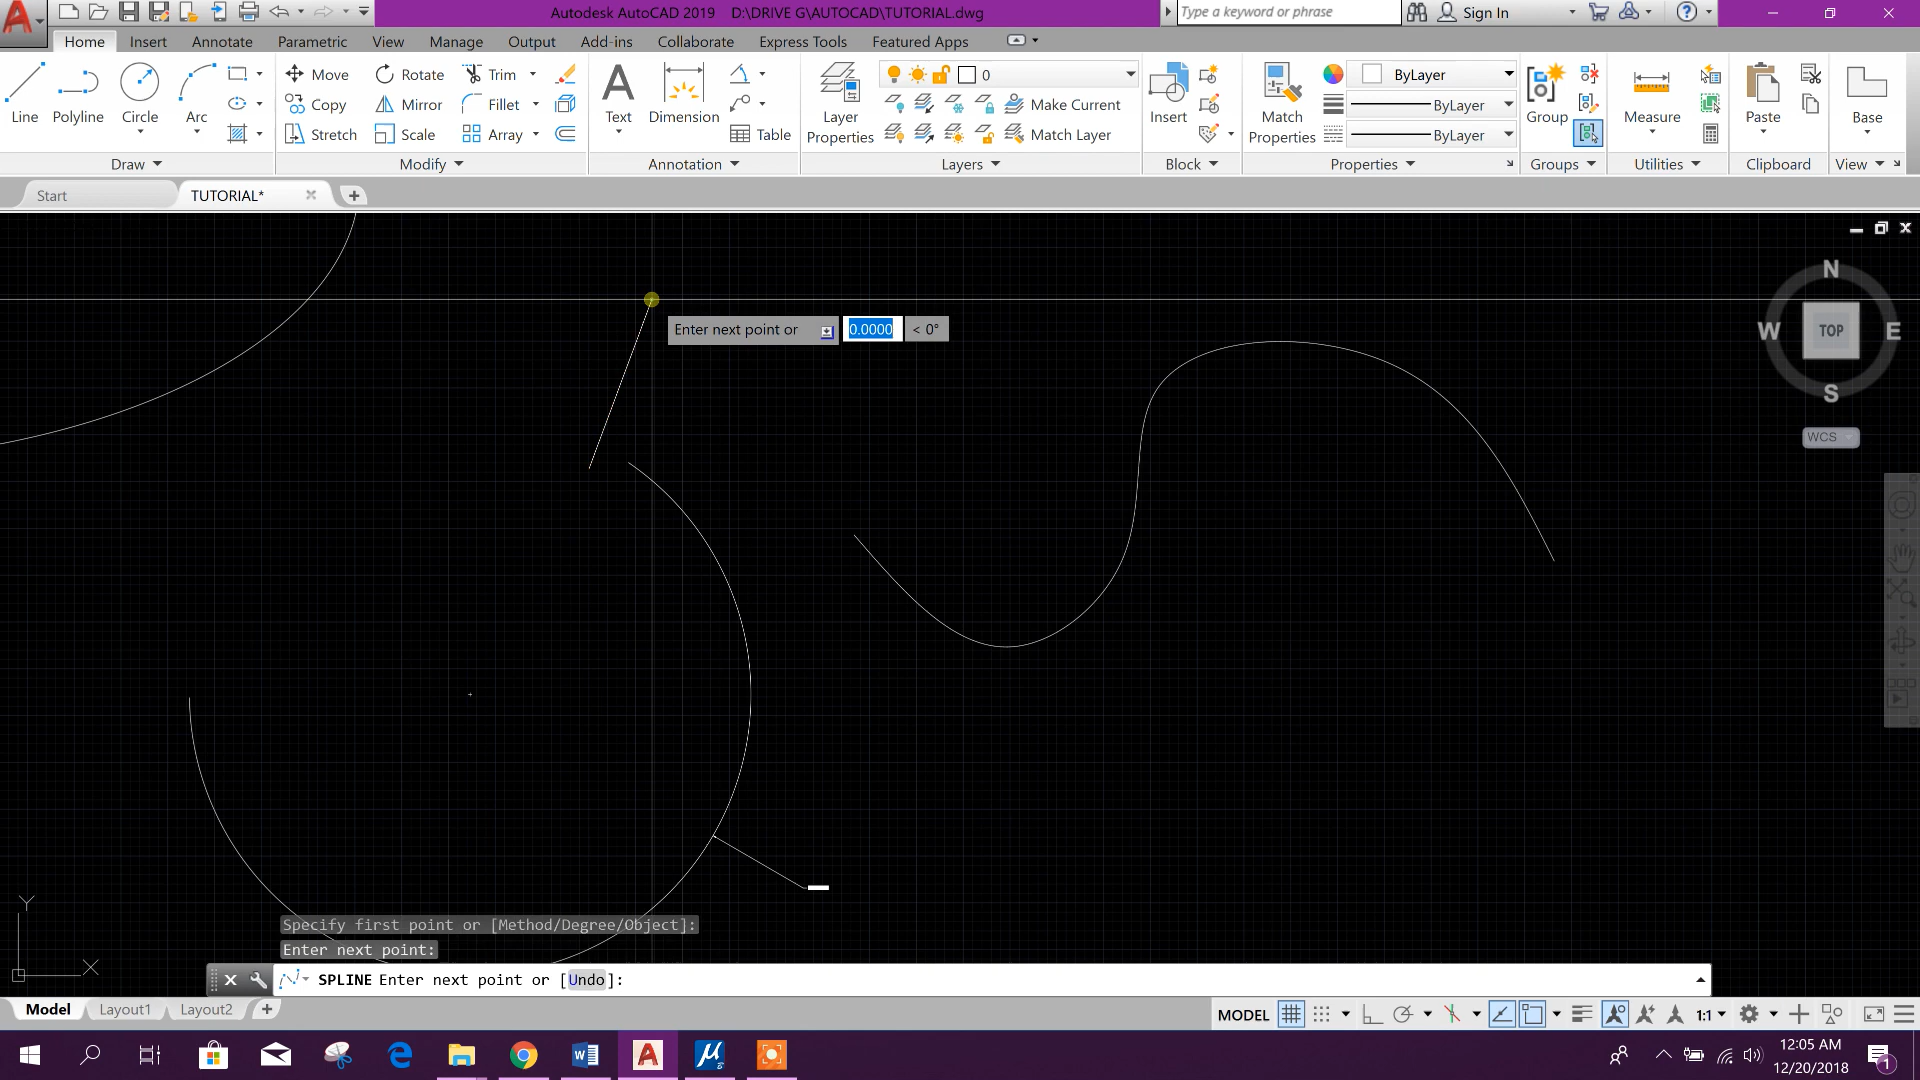 Autodesk AutoCAD 2019 D:\DRIVE G\AUTOCAD\TUTORIAL.dwg
Type a keyword or phrase
Sign In
Home Insert Annotate Parametric View Manage Output Add-ins Collaborate Express Tools Featured Apps
Line Polyline Circle Arc
Move Rotate Trim
Copy Mirror Fillet
Stretch Scale Array
Text Dimension Table
Layer Properties
0
Make Current
Match Layer
Insert
Match Properties
ByLayer
ByLayer
ByLayer
Group Measure Paste Base
Draw Modify Annotation Layers Block Properties Groups Utilities Clipboard View
Start TUTORIAL*
N
W TOP E
S
WCS
Enter next point or 0.0000 < 0°
Y
X
Specify first point or [Method/Degree/Object]:
Enter next point:
SPLINE Enter next point or [Undo]:
Model Layout1 Layout2
MODEL 1:1
12:05 AM
12/20/2018
1